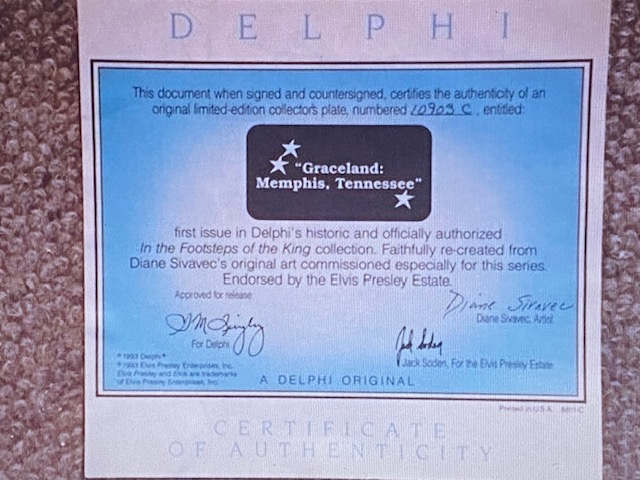 DELPHI
This document when signed and countersigned, certifies the authenticity of an
original limited-edition collector's plate, numbered 10903 C, entitled:
"Graceland:
Memphis, Tennessee"
first issue in Delphi's historic and officially authorized
In the Footsteps of the King collection. Faithfully re-created from
Diane Sivavec's original art commissioned especially for this series.
Endorsed by the Elvis Presley Estate.
Approved for release:
Diane Sivavec
Diane Sivavec, Artist
For Delphi
Jack Soden
Jack Soden, For the Elvis Presley Estate
©1993 Delphi
©1993 Elvis Presley Enterprises, Inc.
Elvis Presley and Elvis are trademarks
of Elvis Presley Enterprises, Inc.
A DELPHI ORIGINAL
Printed in U.S.A.
CERTIFICATE
OF AUTHENTICITY